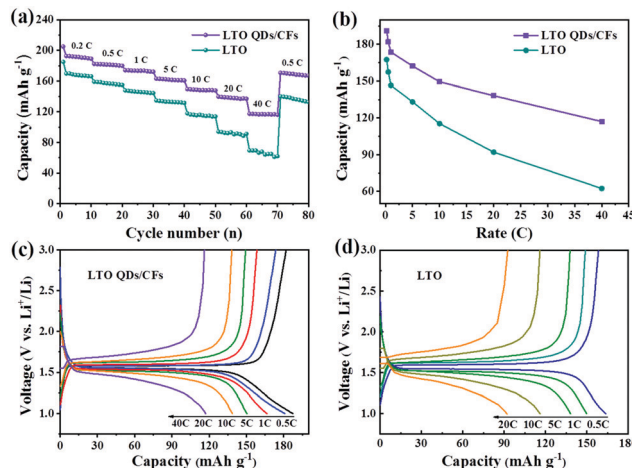 (a)
LTO QDs/CFs
LTO
0.2 C 0.5 C 1 C 5 C 10 C 20 C 40 C 0.5 C
240
200
160
120
80
40
0
0 10 20 30 40 50 60 70 80
Capacity (mAh g⁻¹)
Cycle number (n)
(b)
LTO QDs/CFs
LTO
180
150
120
90
60
0 5 10 15 20 25 30 35 40 45
Capacity (mAh g⁻¹)
Rate (C)
(c)
LTO QDs/CFs
3.0
2.5
2.0
1.5
1.0
40C 20C 10C 5C 1C 0.5C
0 30 60 90 120 150 180
Voltage (V vs. Li⁺/Li)
Capacity (mAh g⁻¹)
(d)
LTO
3.0
2.5
2.0
1.5
1.0
20C 10C 5C 1C 0.5C
0 30 60 90 120 150 180
Voltage (V vs. Li⁺/Li)
Capacity (mAh g⁻¹)